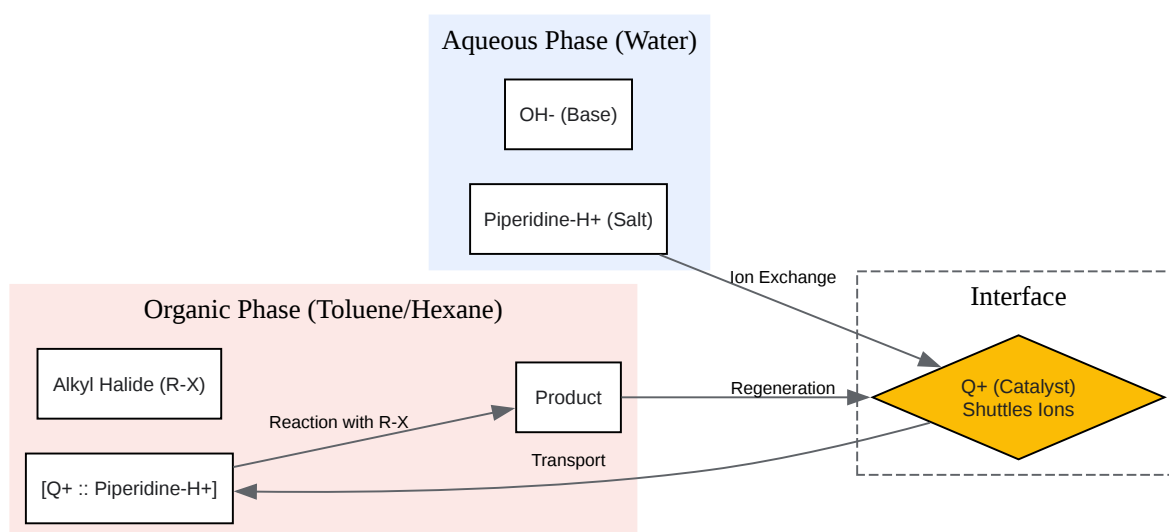 Aqueous Phase (Water)
OH- (Base)
Piperidine-H+ (Salt)
Ion Exchange
Interface
Q+ (Catalyst)
Shuttles Ions
Organic Phase (Toluene/Hexane)
Alkyl Halide (R-X)
Product
Regeneration
Reaction with R-X
Transport
[Q+ :: Piperidine-H+]